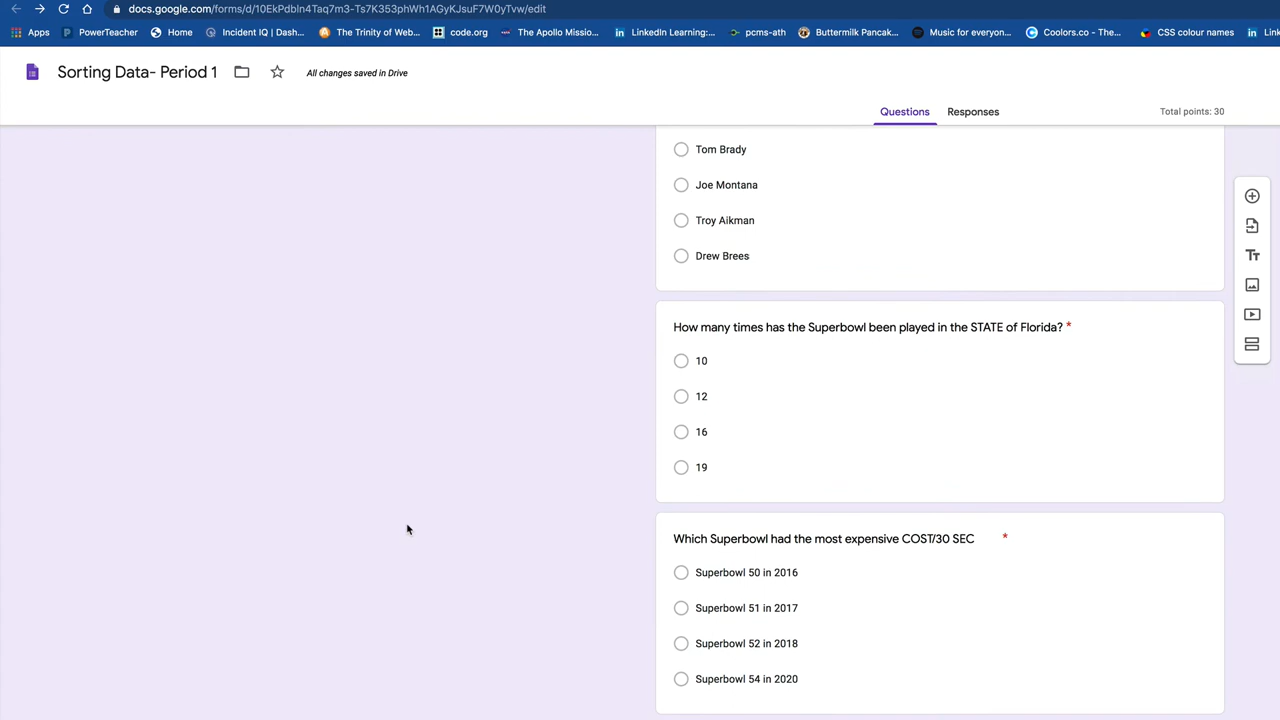 docs.google.com/forms/d/10EkPdbln4Taq7m3-Ts7K353phWh1AGyKJsuF7W0yTvw/edit
Apps PowerTeacher Home Incident IQ | Dash... The Trinity of Web... code.org The Apollo Missio... LinkedIn Learning:... pcms-ath Buttermilk Pancak... Music for everyon... Coolors.co - The... CSS colour names Link
Sorting Data- Period 1 All changes saved in Drive
Questions Responses Total points: 30
Tom Brady
Joe Montana
Troy Aikman
Drew Brees
How many times has the Superbowl been played in the STATE of Florida? *
10
12
16
19
Which Superbowl had the most expensive COST/30 SEC *
Superbowl 50 in 2016
Superbowl 51 in 2017
Superbowl 52 in 2018
Superbowl 54 in 2020
Tт